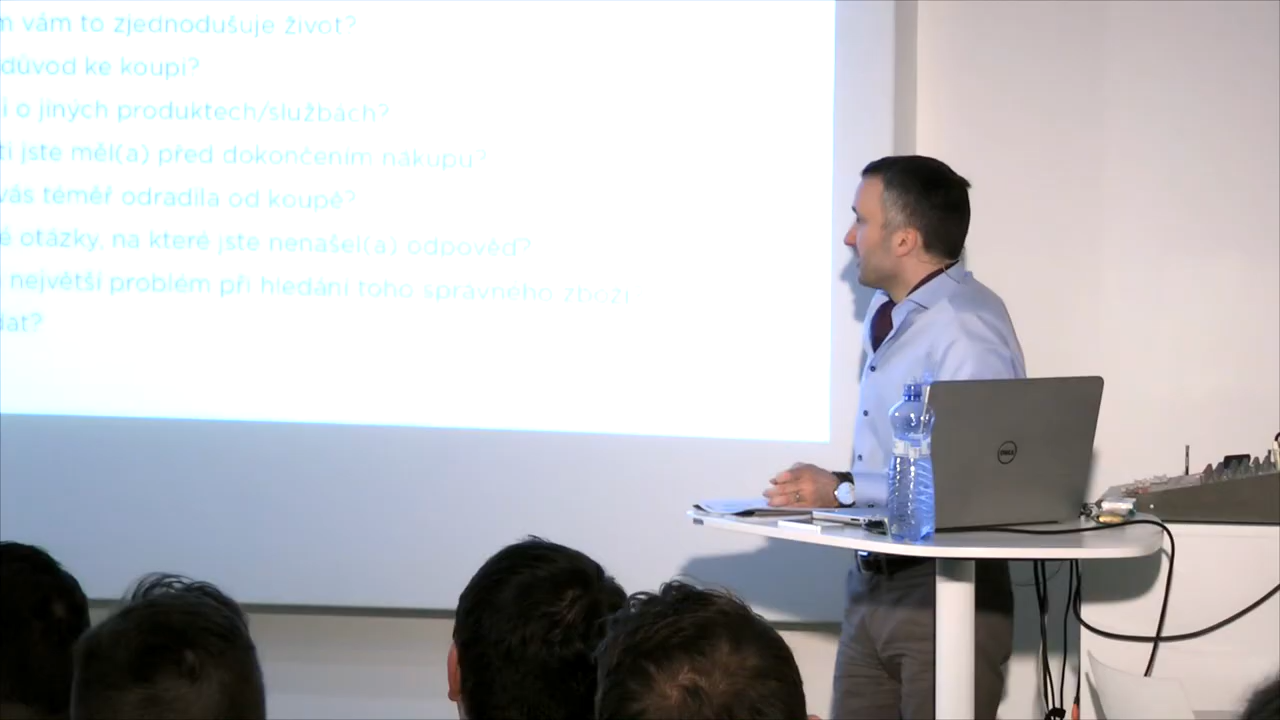 m vám to zjednodušuje život?
důvod ke koupi?
i o jiných produktech/službách?
ti jste měl(a) před dokončením nákupu?
vás téměř odradila od koupě?
é otázky, na které jste nenašel(a) odpověď?
největší problém při hledání toho správného zboží
dat?
DELL